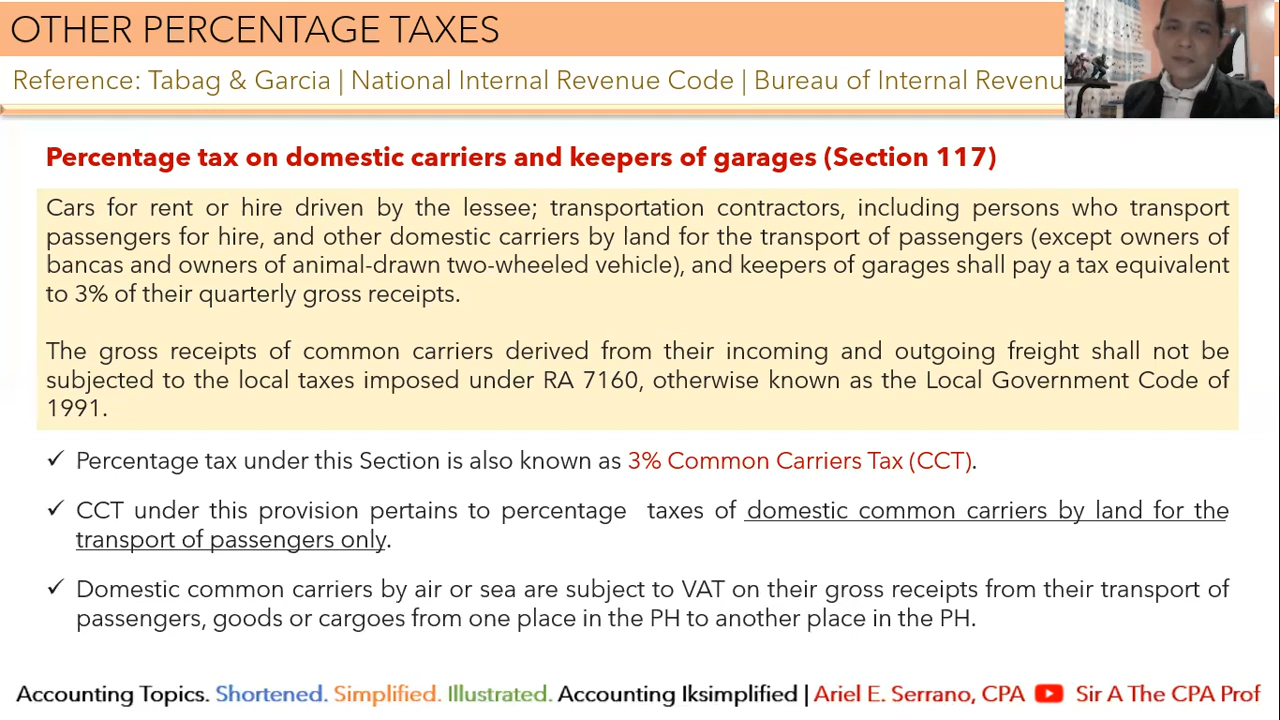 OTHER PERCENTAGE TAXES
Reference: Tabag & Garcia | National Internal Revenue Code | Bureau of Internal
Percentage tax on domestic carriers and keepers of garages (Section 117)
Cars for rent or hire driven by the lessee; transportation contractors, including persons who transport
passengers for hire, and other domestic carriers by land for the transport of passengers (except owners of
bancas and owners of animal-drawn two-wheeled vehicle), and keepers of garages shall pay a tax equivalent
to 3% of their quarterly gross receipts.
The gross receipts of common carriers derived from their incoming and outgoing freight shall not be
subjected to the local taxes imposed under RA 7160, otherwise known as the Local Government Code of
1991.
✓ Percentage tax under this Section is also known as 3% Common Carriers Tax (CCT).
✓ CCT under this provision pertains to percentage taxes of domestic common carriers by land for the
transport of passengers only.
✓ Domestic common carriers by air or sea are subject to VAT on their gross receipts from their transport of
passengers, goods or cargoes from one place in the PH to another place in the PH.
Accounting Topics. Shortened. Simplified. Illustrated. Accounting Iksimplified | Ariel E. Serrano, CPA Sir A The CPA Prof